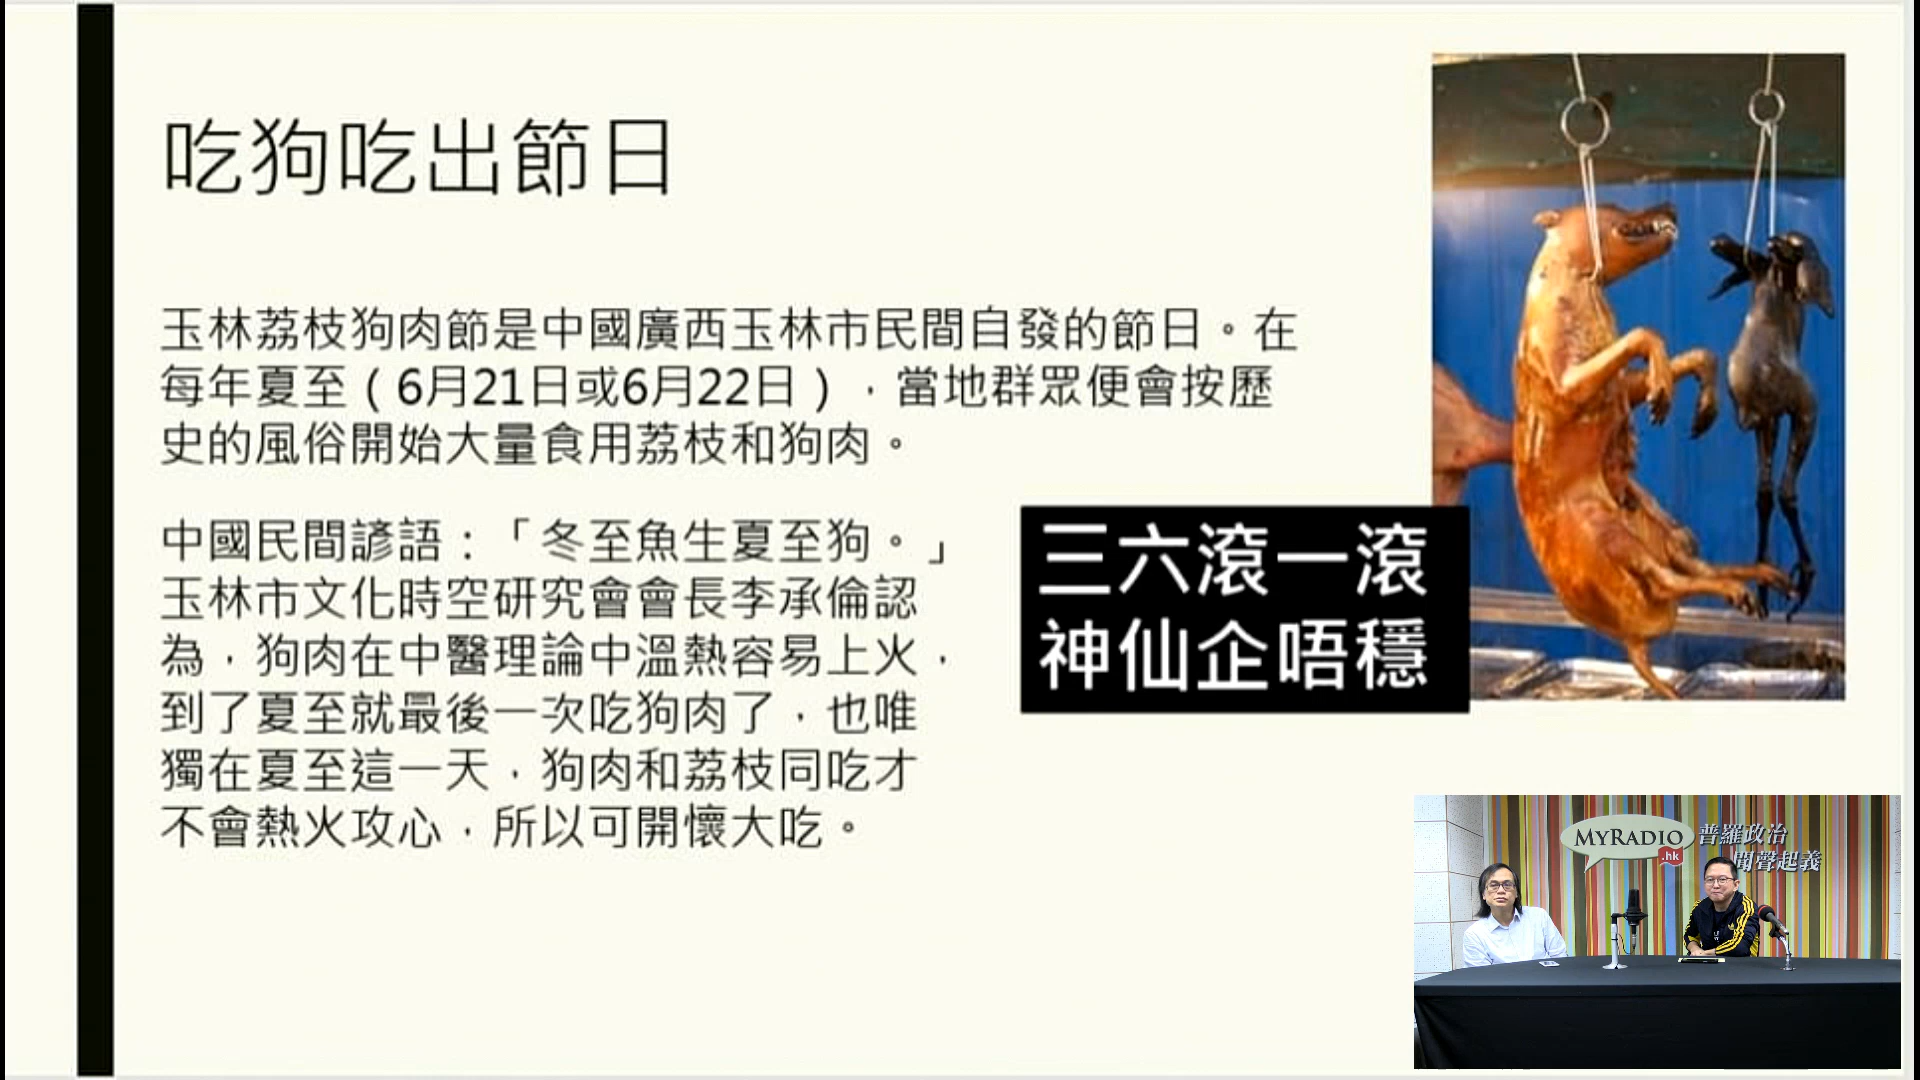 吃狗吃出節日
玉林荔枝狗肉節是中國廣西玉林市民間自發的節日。在
每年夏至（6月21日或6月22日），當地群眾便會按歷
史的風俗開始大量食用荔枝和狗肉。
中國民間諺語：「冬至魚生夏至狗。」
玉林市文化時空研究會會長李承倫認
為，狗肉在中醫理論中溫熱容易上火，
到了夏至就最後一次吃狗肉了，也唯
獨在夏至這一天，狗肉和荔枝同吃才
不會熱火攻心，所以可開懷大吃。
三六滾一滾
神仙企唔穩
MYRADIO
.hk
普羅政治
聞聲起義